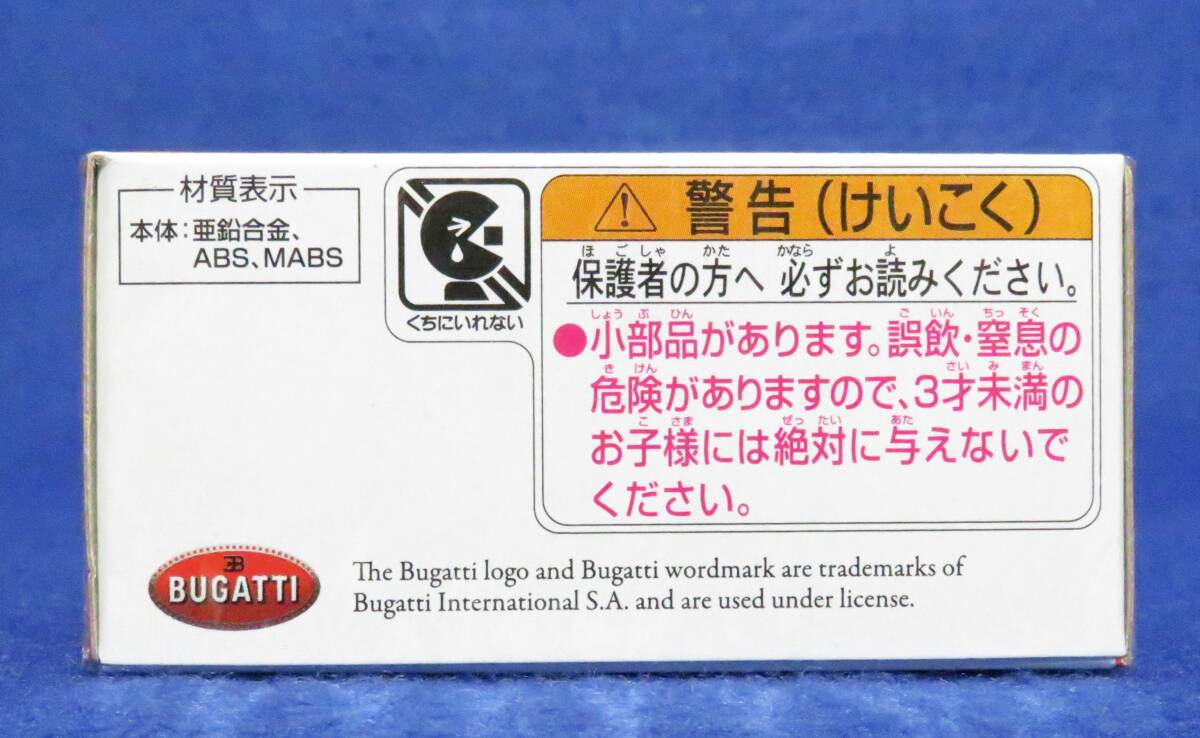 材質表示
本体:亜鉛合金、
ABS、MABS
くちにいれない
警告(けいこく)
ほごしゃ かた かなら よ
保護者の方へ 必ずお読みください。
しょうぶひん ごいん ちっそく
●小部品があります。誤飲・窒息の
きけん さいみまん
危険がありますので、3才未満の
こさま ぜったい あた
お子様には絶対に与えないで
ください。
EB
BUGATTI
The Bugatti logo and Bugatti wordmark are trademarks of
Bugatti International S.A. and are used under license.